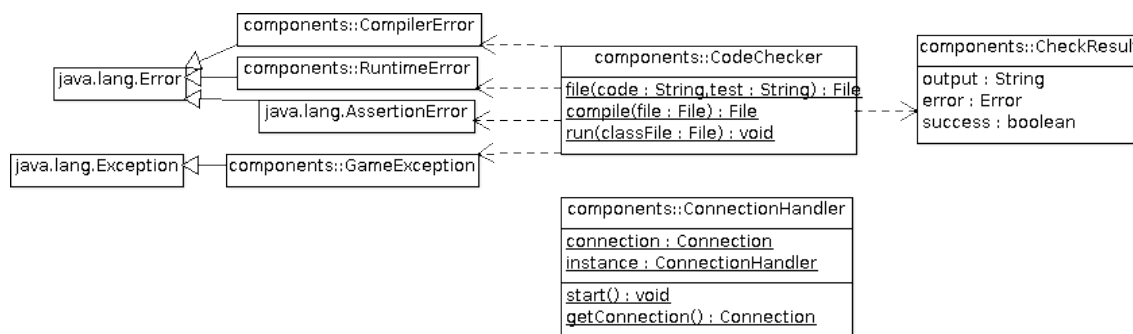 components::CompilerError
components::RuntimeError
java.lang.Error
java.lang.AssertionError
java.lang.Exception
components::GameException
components::CodeChecker
file(code : String,test : String) : File
compile(file : File) : File
run(classFile : File) : void
components::CheckResult
output : String
error : Error
success : boolean
components::ConnectionHandler
connection : Connection
instance : ConnectionHandler
start() : void
getConnection() : Connection